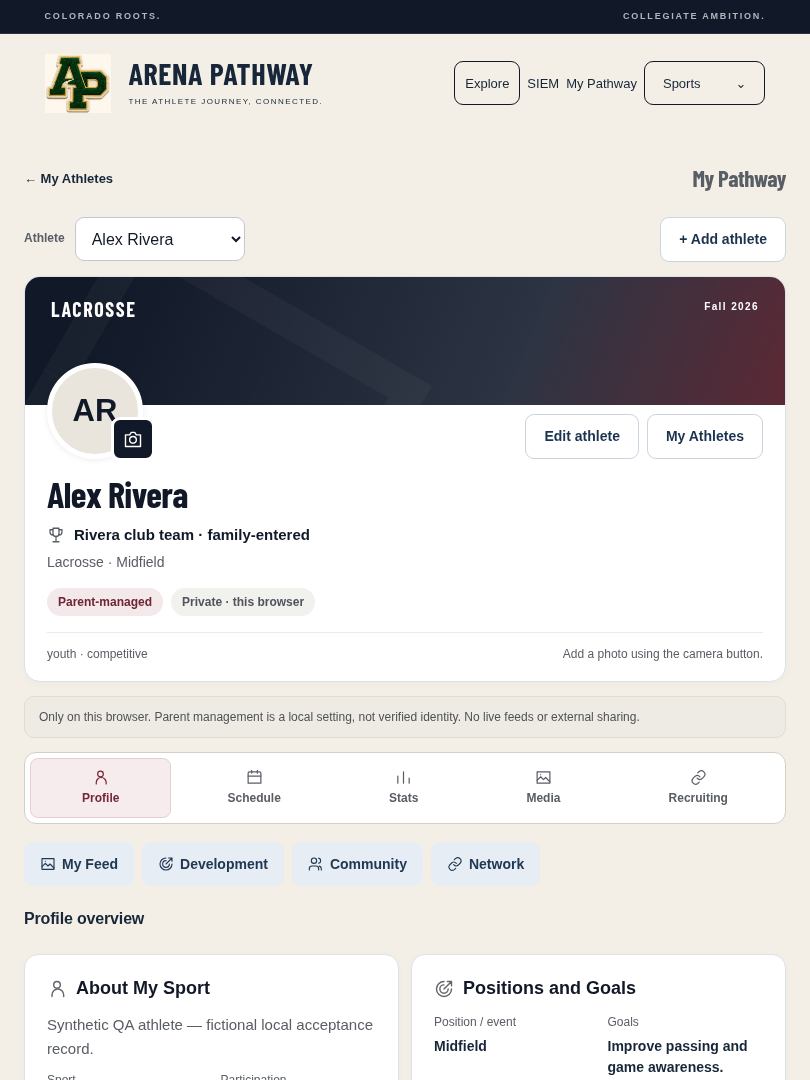 COLORADO ROOTS. COLLEGIATE AMBITION.
AP ARENA PATHWAY
THE ATHLETE JOURNEY, CONNECTED.
Explore SIEM My Pathway Sports
← My Athletes My Pathway
Athlete Alex Rivera + Add athlete
LACROSSE Fall 2026
AR
Edit athlete My Athletes
Alex Rivera
Rivera club team · family-entered
Lacrosse · Midfield
Parent-managed Private · this browser
youth · competitive Add a photo using the camera button.
Only on this browser. Parent management is a local setting, not verified identity. No live feeds or external sharing.
Profile Schedule Stats Media Recruiting
My Feed Development Community Network
Profile overview
About My Sport
Synthetic QA athlete — fictional local acceptance
record.
Sport Participation
Positions and Goals
Position / event Goals
Midfield Improve passing and
game awareness.